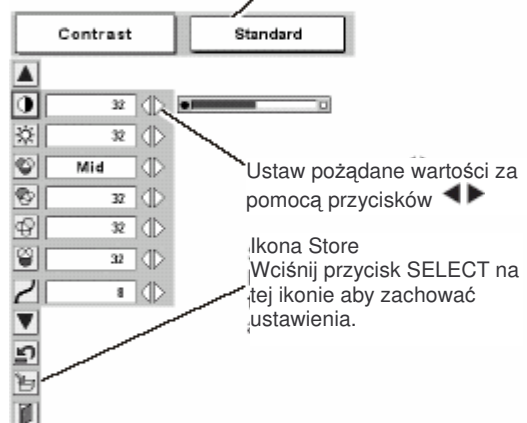 Contrast Standard
32
32
Mid
32
32
32
8
Ustaw pożądane wartości za
pomocą przycisków ◀▶
Ikona Store
Wciśnij przycisk SELECT na
tej ikonie aby zachować
ustawienia.